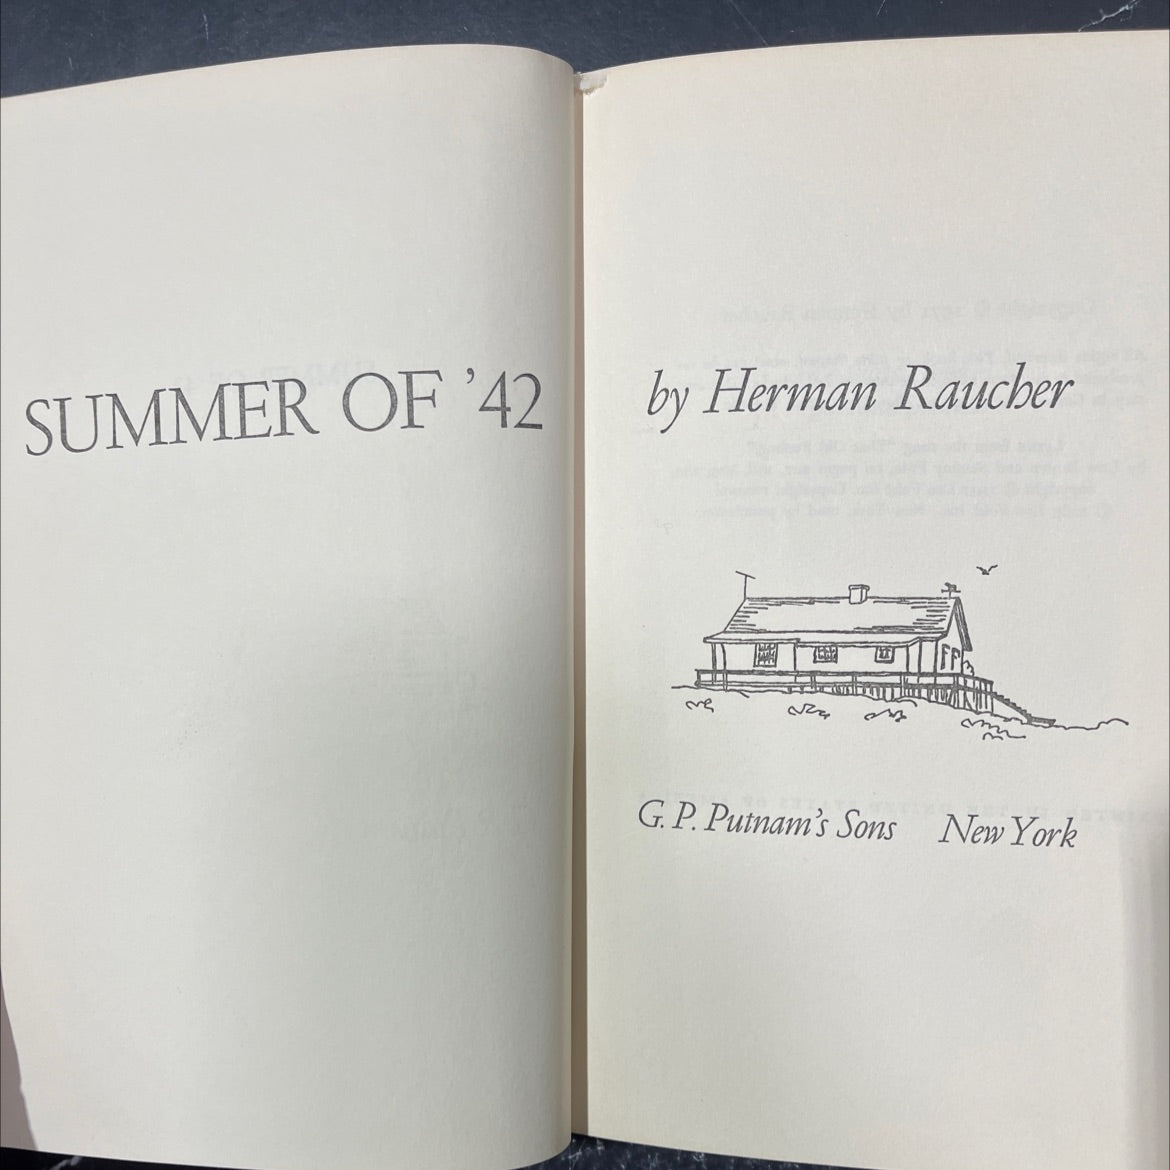 SUMMER OF ’42
by Herman Raucher
G. P. Putnam’s Sons New York